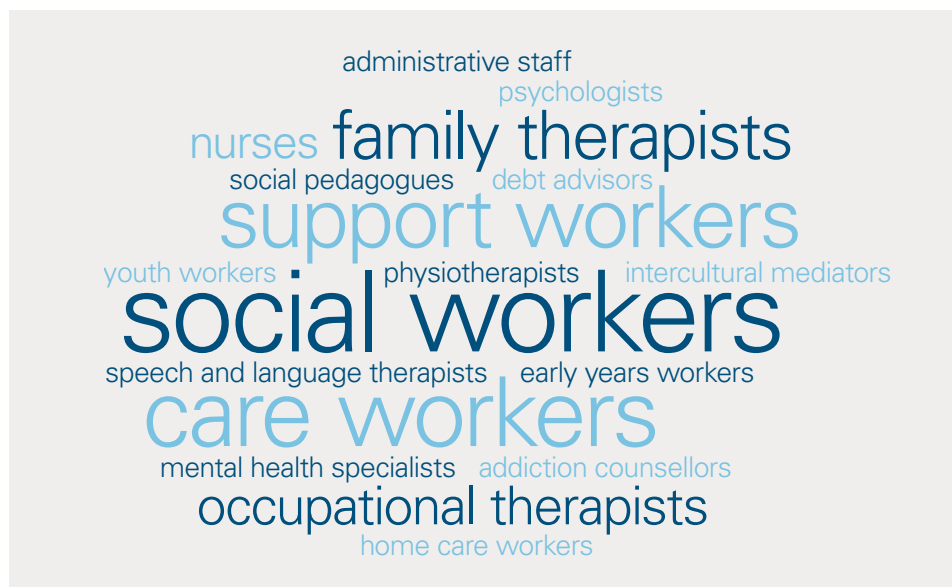 administrative staff
psychologists
nurses family therapists
social pedagogues debt advisors
support workers
youth workers physiotherapists intercultural mediators
social workers
speech and language therapists early years workers
care workers
mental health specialists addiction counsellors
occupational therapists
home care workers